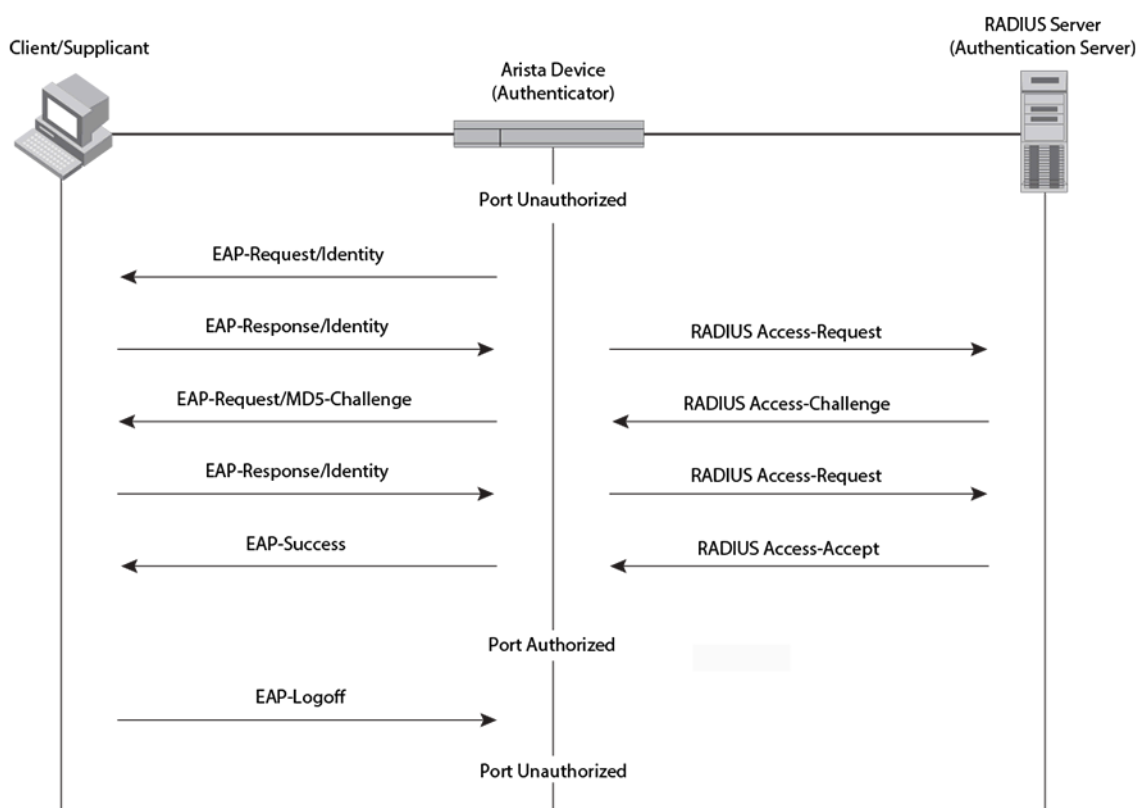 RADIUS Server
(Authentication Server)
Client/Supplicant
Arista Device
(Authenticator)
Port Unauthorized
EAP-Request/Identity
EAP-Response/Identity
RADIUS Access-Request
EAP-Request/MD5-Challenge
RADIUS Access-Challenge
EAP-Response/Identity
RADIUS Access-Request
EAP-Success
RADIUS Access-Accept
Port Authorized
EAP-Logoff
Port Unauthorized